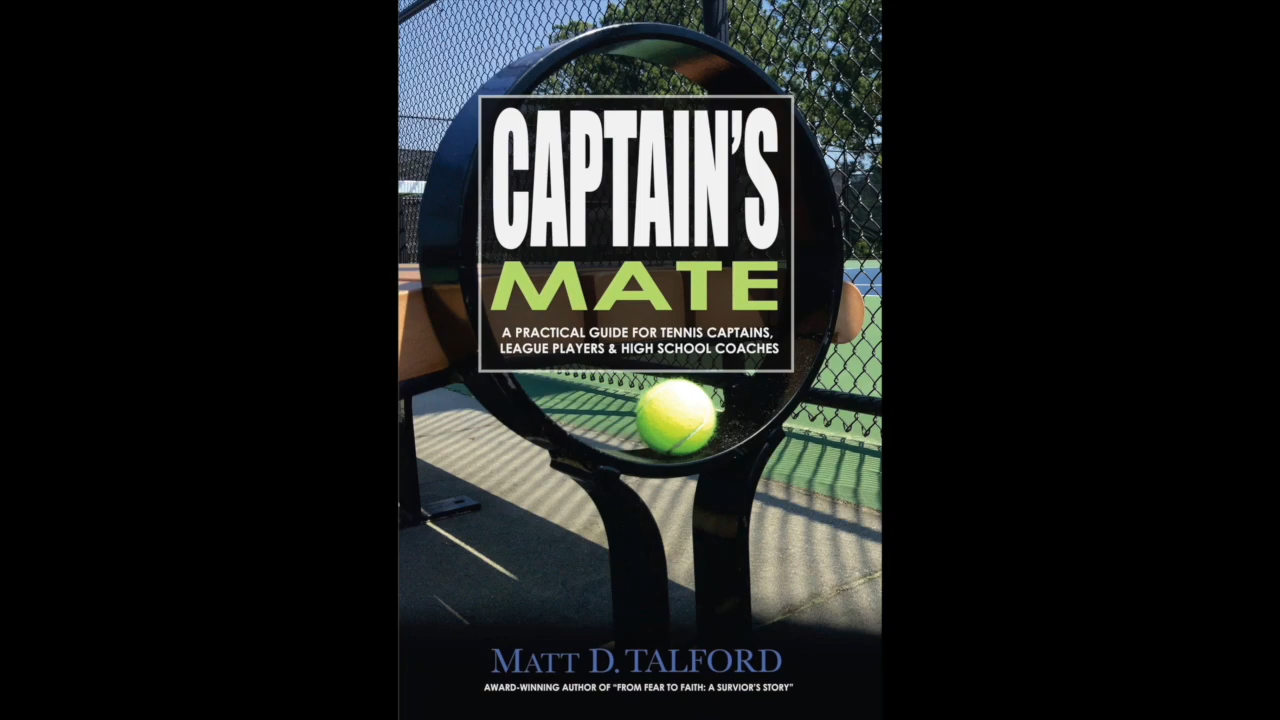 CAPTAIN'S
MATE
A PRACTICAL GUIDE FOR TENNIS CAPTAINS,
LEAGUE PLAYERS & HIGH SCHOOL COACHES
MATT D. TALFORD
AWARD-WINNING AUTHOR OF "FROM FEAR TO FAITH: A SURVIOR'S STORY"